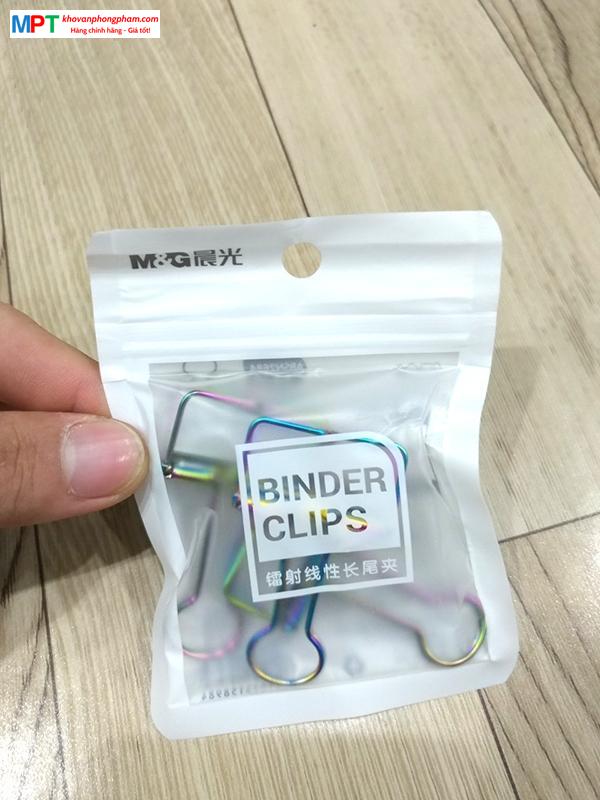 MPT khovanphongpham.com
Hàng chính hãng - Giá tốt!
M&G晨光
BINDER
CLIPS
镭射线性长尾夹